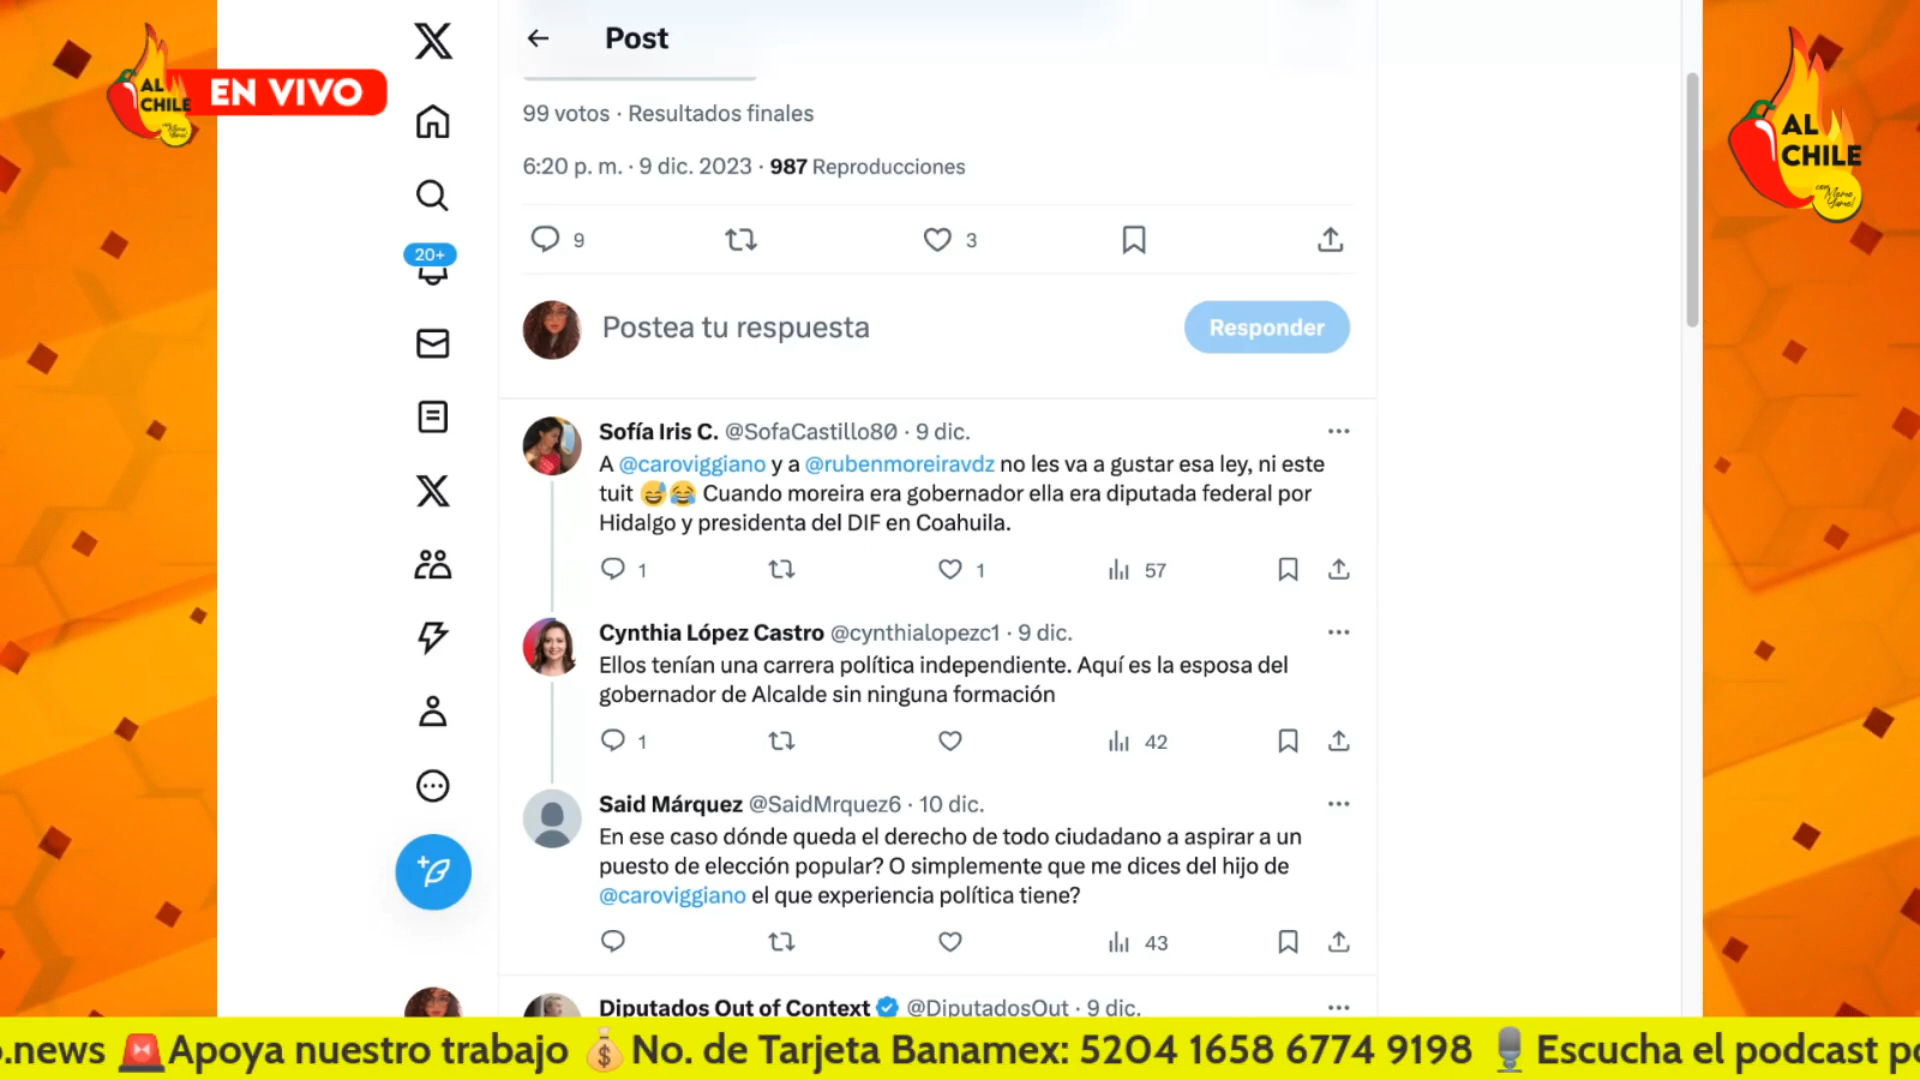 Post
AL
CHILE
EN VIVO
AL
CHILE
con
99 votos · Resultados finales
6:20 p. m. · 9 dic. 2023 · 987 Reproducciones
9
3
20+
Postea tu respuesta
Responder
Sofía Iris C. @SofaCastillo80 · 9 dic.
A @caroviggiano y a @rubenmoreiravdz no les va a gustar esa ley, ni este
tuit 😅😂 Cuando moreira era gobernador ella era diputada federal por
Hidalgo y presidenta del DIF en Coahuila.
1
1
57
Cynthia López Castro @cynthialopezc1 · 9 dic.
Ellos tenían una carrera política independiente. Aquí es la esposa del
gobernador de Alcalde sin ninguna formación
1
42
Said Márquez @SaidMrquez6 · 10 dic.
En ese caso dónde queda el derecho de todo ciudadano a aspirar a un
puesto de elección popular? O simplemente que me dices del hijo de
@caroviggiano el que experiencia política tiene?
43
Diputados Out of Context @DiputadosOut · 9 dic.
.news 🚨Apoya nuestro trabajo 💰No. de Tarjeta Banamex: 5204 1658 6774 9198 🎙️Escucha el podcast